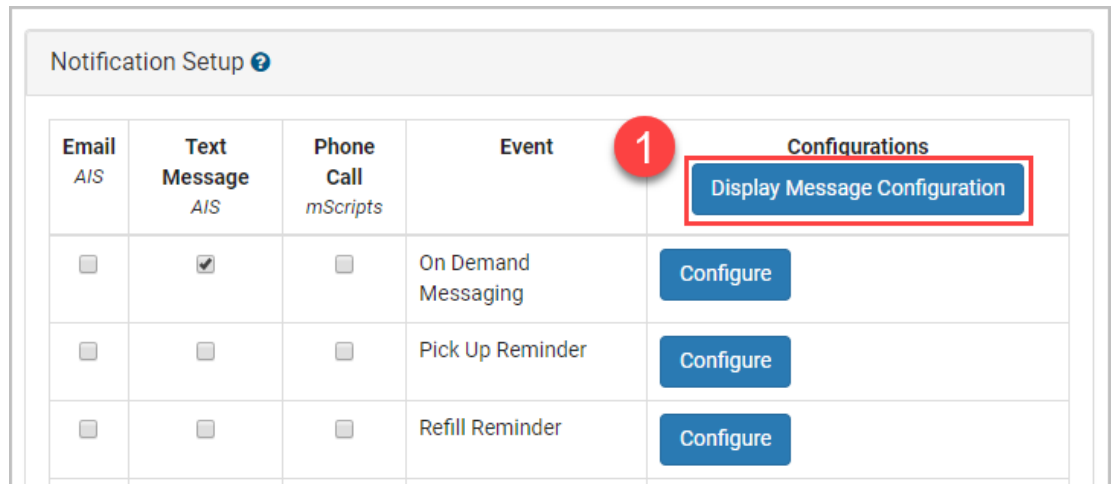 Notification Setup ?
Email Text Phone Event 1 Configurations
AIS Message Call Display Message Configuration
AIS mScripts
On Demand Configure
Messaging
Pick Up Reminder Configure
Refill Reminder Configure